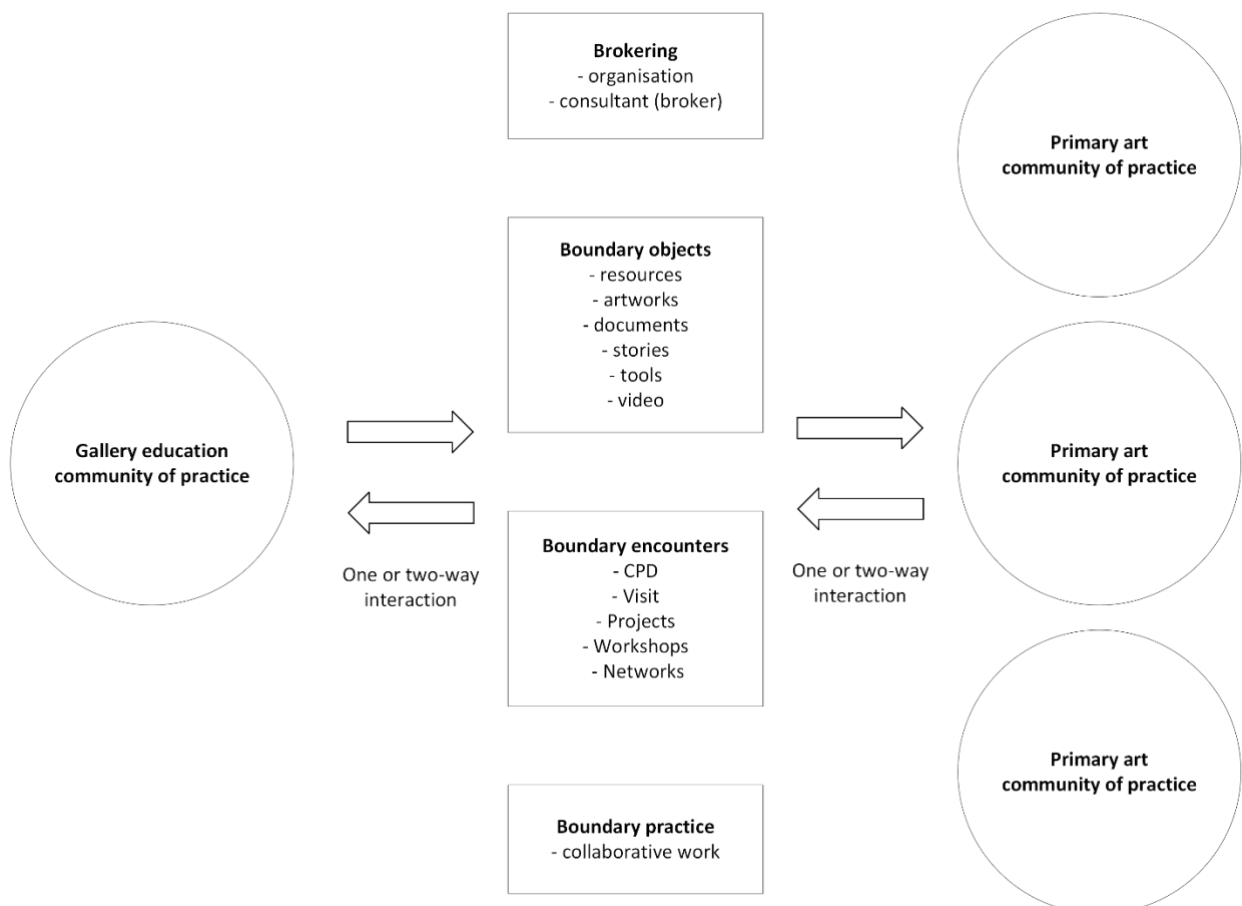 Brokering
- organisation
- consultant (broker)
Primary art
community of practice
Boundary objects
- resources
- artworks
- documents
- stories
- tools
- video
Gallery education
community of practice
Primary art
community of practice
Boundary encounters
- CPD
- Visit
- Projects
- Workshops
- Networks
One or two-way
interaction
One or two-way
interaction
Primary art
community of practice
Boundary practice
- collaborative work